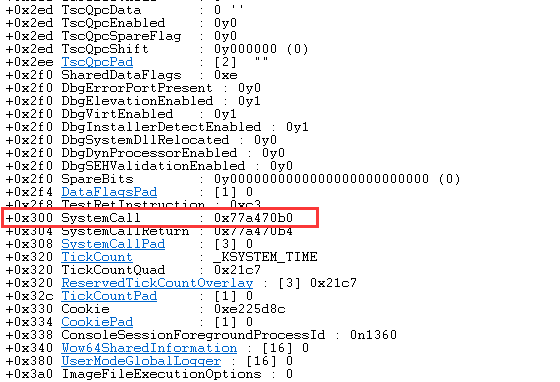 +0x2ed TscQpcData : 0 ''
+0x2ed TscQpcEnabled : 0y0
+0x2ed TscQpcSpareFlag : 0y0
+0x2ed TscQpcShift : 0y000000 (0)
+0x2ee TscQpcPad : [2] ""
+0x2f0 SharedDataFlags : 0xe
+0x2f0 DbgErrorPortPresent : 0y0
+0x2f0 DbgElevationEnabled : 0y1
+0x2f0 DbgVirtEnabled : 0y1
+0x2f0 DbgInstallerDetectEnabled : 0y1
+0x2f0 DbgSystemDllRelocated : 0y0
+0x2f0 DbgDynProcessorEnabled : 0y0
+0x2f0 DbgSEHValidationEnabled : 0y0
+0x2f0 SpareBits : 0y0000000000000000000000000 (0)
+0x2f4 DataFlagsPad : [1] 0
+0x2f8 TestRetInstruction : 0xc3
+0x300 SystemCall : 0x77a470b0
+0x304 SystemCallReturn : 0x77a470b4
+0x308 SystemCallPad : [3] 0
+0x320 TickCount : _KSYSTEM_TIME
+0x320 TickCountQuad : 0x21c7
+0x320 ReservedTickCountOverlay : [3] 0x21c7
+0x32c TickCountPad : [1] 0
+0x330 Cookie : 0xe225d8c
+0x334 CookiePad : [1] 0
+0x338 ConsoleSessionForegroundProcessId : 0n1360
+0x340 Wow64SharedInformation : [16] 0
+0x380 UserModeGlobalLogger : [16] 0
+0x3a0 ImageFileExecutionOptions : 0